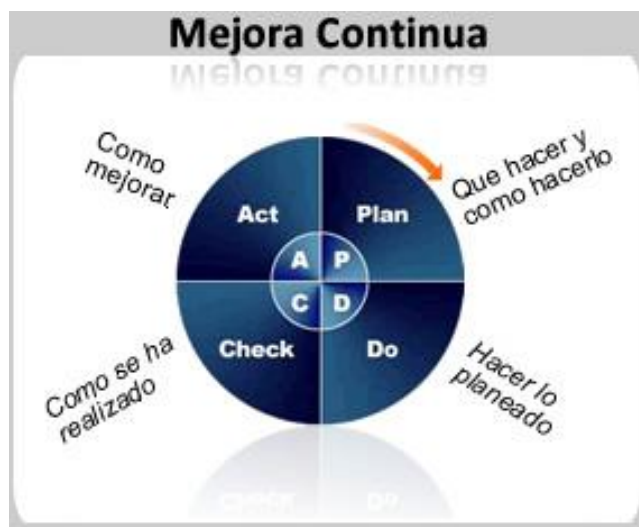 Mejora Continua
Como
mejorar
Que hacer y
como hacerlo
Act
Plan
A
P
C
D
Check
Do
Como se ha
realizado
Hacer lo
planeado